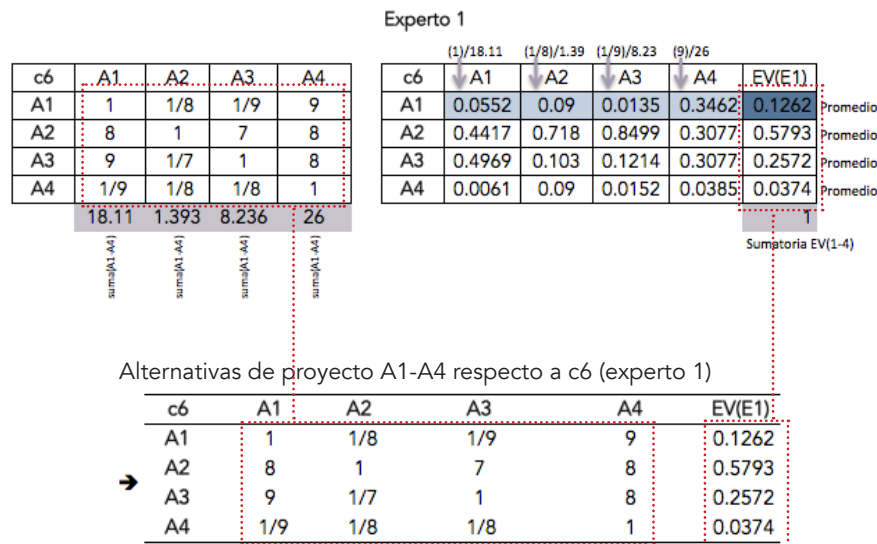 Experto 1
(1)/18.11 (1/8)/1.39 (1/9)/8.23 (9)/26
c6 A1 A2 A3 A4
A1 1 1/8 1/9 9
A2 8 1 7 8
A3 9 1/7 1 8
A4 1/9 1/8 1/8 1
18.11 1.393 8.236 26
suma(A1-A4) suma(A1-A4) suma(A1-A4) suma(A1-A4)
c6 A1 A2 A3 A4 EV(E1)
A1 0.0552 0.09 0.0135 0.3462 0.1262 Promedio
A2 0.4417 0.718 0.8499 0.3077 0.5793 Promedio
A3 0.4969 0.103 0.1214 0.3077 0.2572 Promedio
A4 0.0061 0.09 0.0152 0.0385 0.0374 Promedio
1
Sumatoria EV(1-4)
Alternativas de proyecto A1-A4 respecto a c6 (experto 1)
c6 A1 A2 A3 A4 EV(E1)
A1 1 1/8 1/9 9 0.1262
➔ A2 8 1 7 8 0.5793
A3 9 1/7 1 8 0.2572
A4 1/9 1/8 1/8 1 0.0374